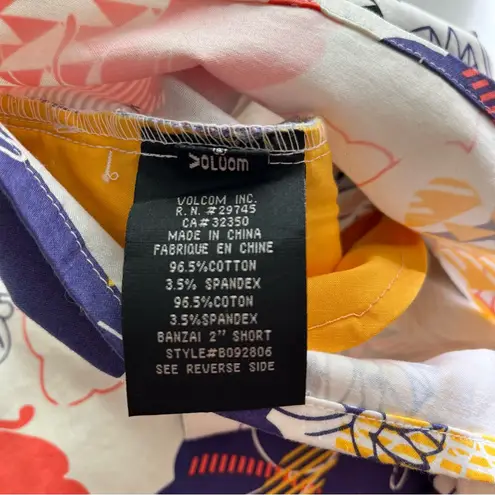 VOLCOM
VOLCOM INC.
R.N. #29745
CA# 32350
MADE IN CHINA
FABRIQUE EN CHINE
96.5%COTTON
3.5% SPANDEX
96.5%COTON
3.5%SPANDEX
BANZAI 2" SHORT
STYLE#B092806
SEE REVERSE SIDE